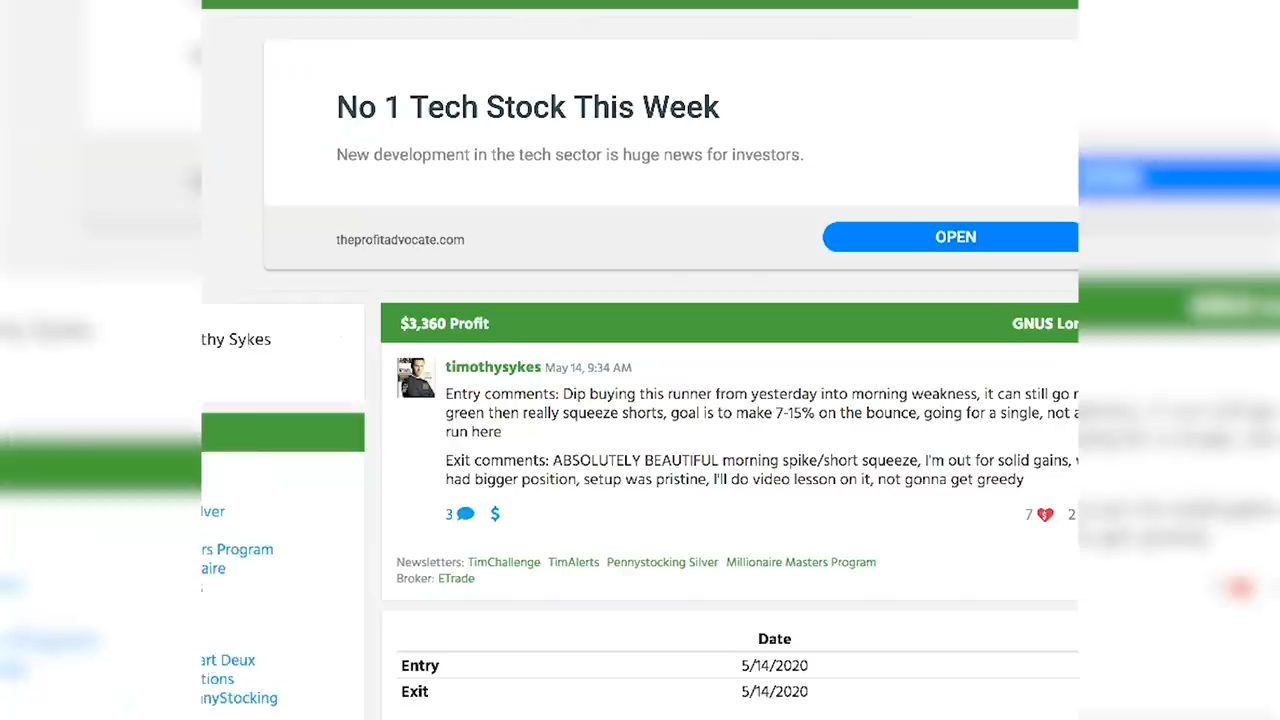 No 1 Tech Stock This Week
New development in the tech sector is huge news for investors.
theprofitadvocate.com
OPEN
thy Sykes
$3,360 Profit
GNUS Lon
timothysykes May 14, 9:34 AM
Entry comments: Dip buying this runner from yesterday into morning weakness, it can still go r
green then really squeeze shorts, goal is to make 7-15% on the bounce, going for a single, not a
run here
Exit comments: ABSOLUTELY BEAUTIFUL morning spike/short squeeze, I'm out for solid gains,
had bigger position, setup was pristine, I'll do video lesson on it, not gonna get greedy
3 $
7 2
Newsletters: TimChallenge TimAlerts Pennystocking Silver Millionaire Masters Program
Broker: ETrade
lver
rs Program
aire
s
art Deux
tions
nnyStocking
Date
Entry 5/14/2020
Exit 5/14/2020